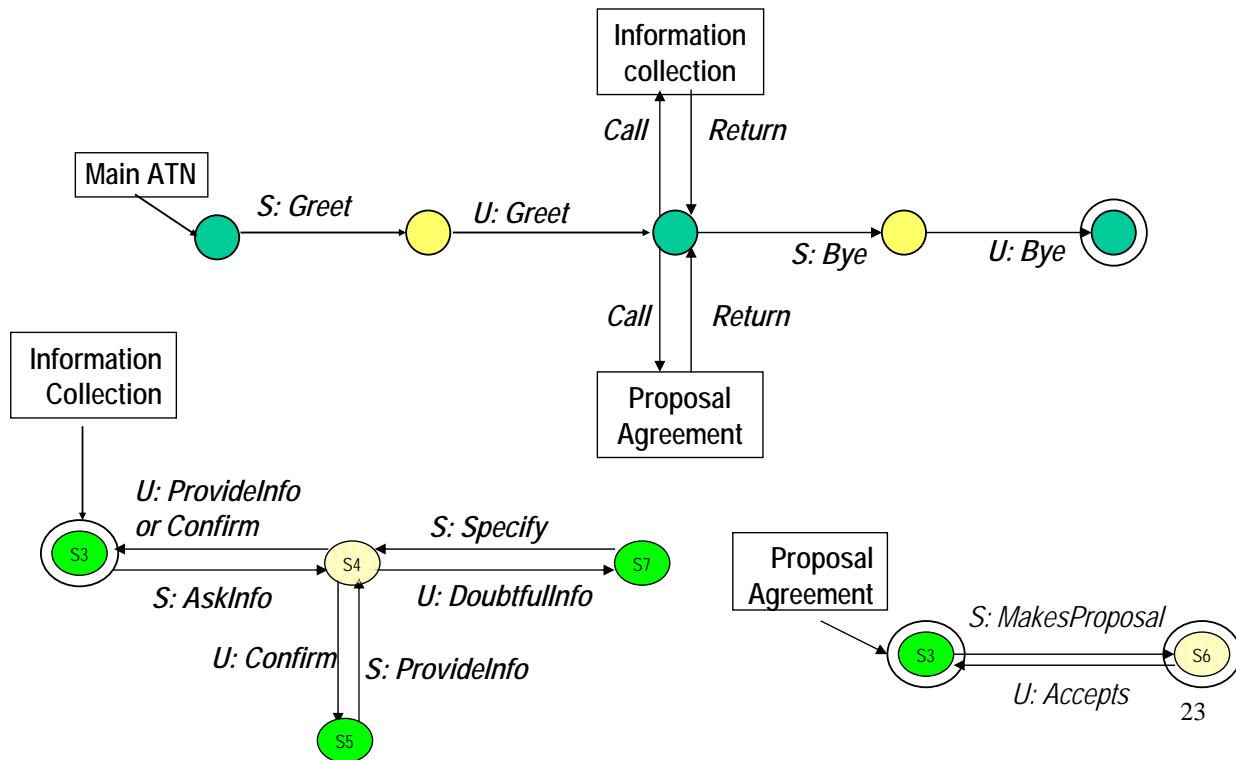 Information
collection
Call
Return
Main ATN
S: Greet
U: Greet
S: Bye
U: Bye
Call
Return
Proposal
Agreement
Information
Collection
U: ProvideInfo
or Confirm
S: Specify
S3
S4
S7
S: AskInfo
U: DoubtfulInfo
U: Confirm
S: ProvideInfo
S5
Proposal
Agreement
S: MakesProposal
S3
S6
U: Accepts
23